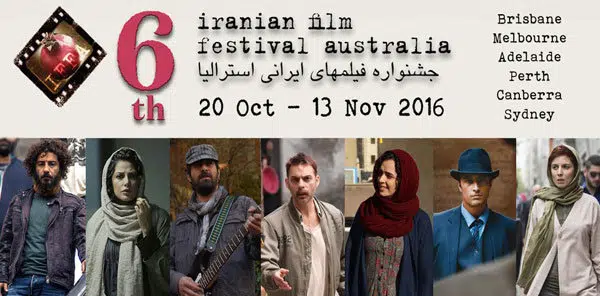 6th
iranian film
festival australia
جشنواره فیلمهای ایرانی استرالیا
20 Oct – 13 Nov 2016
Brisbane
Melbourne
Adelaide
Perth
Canberra
Sydney